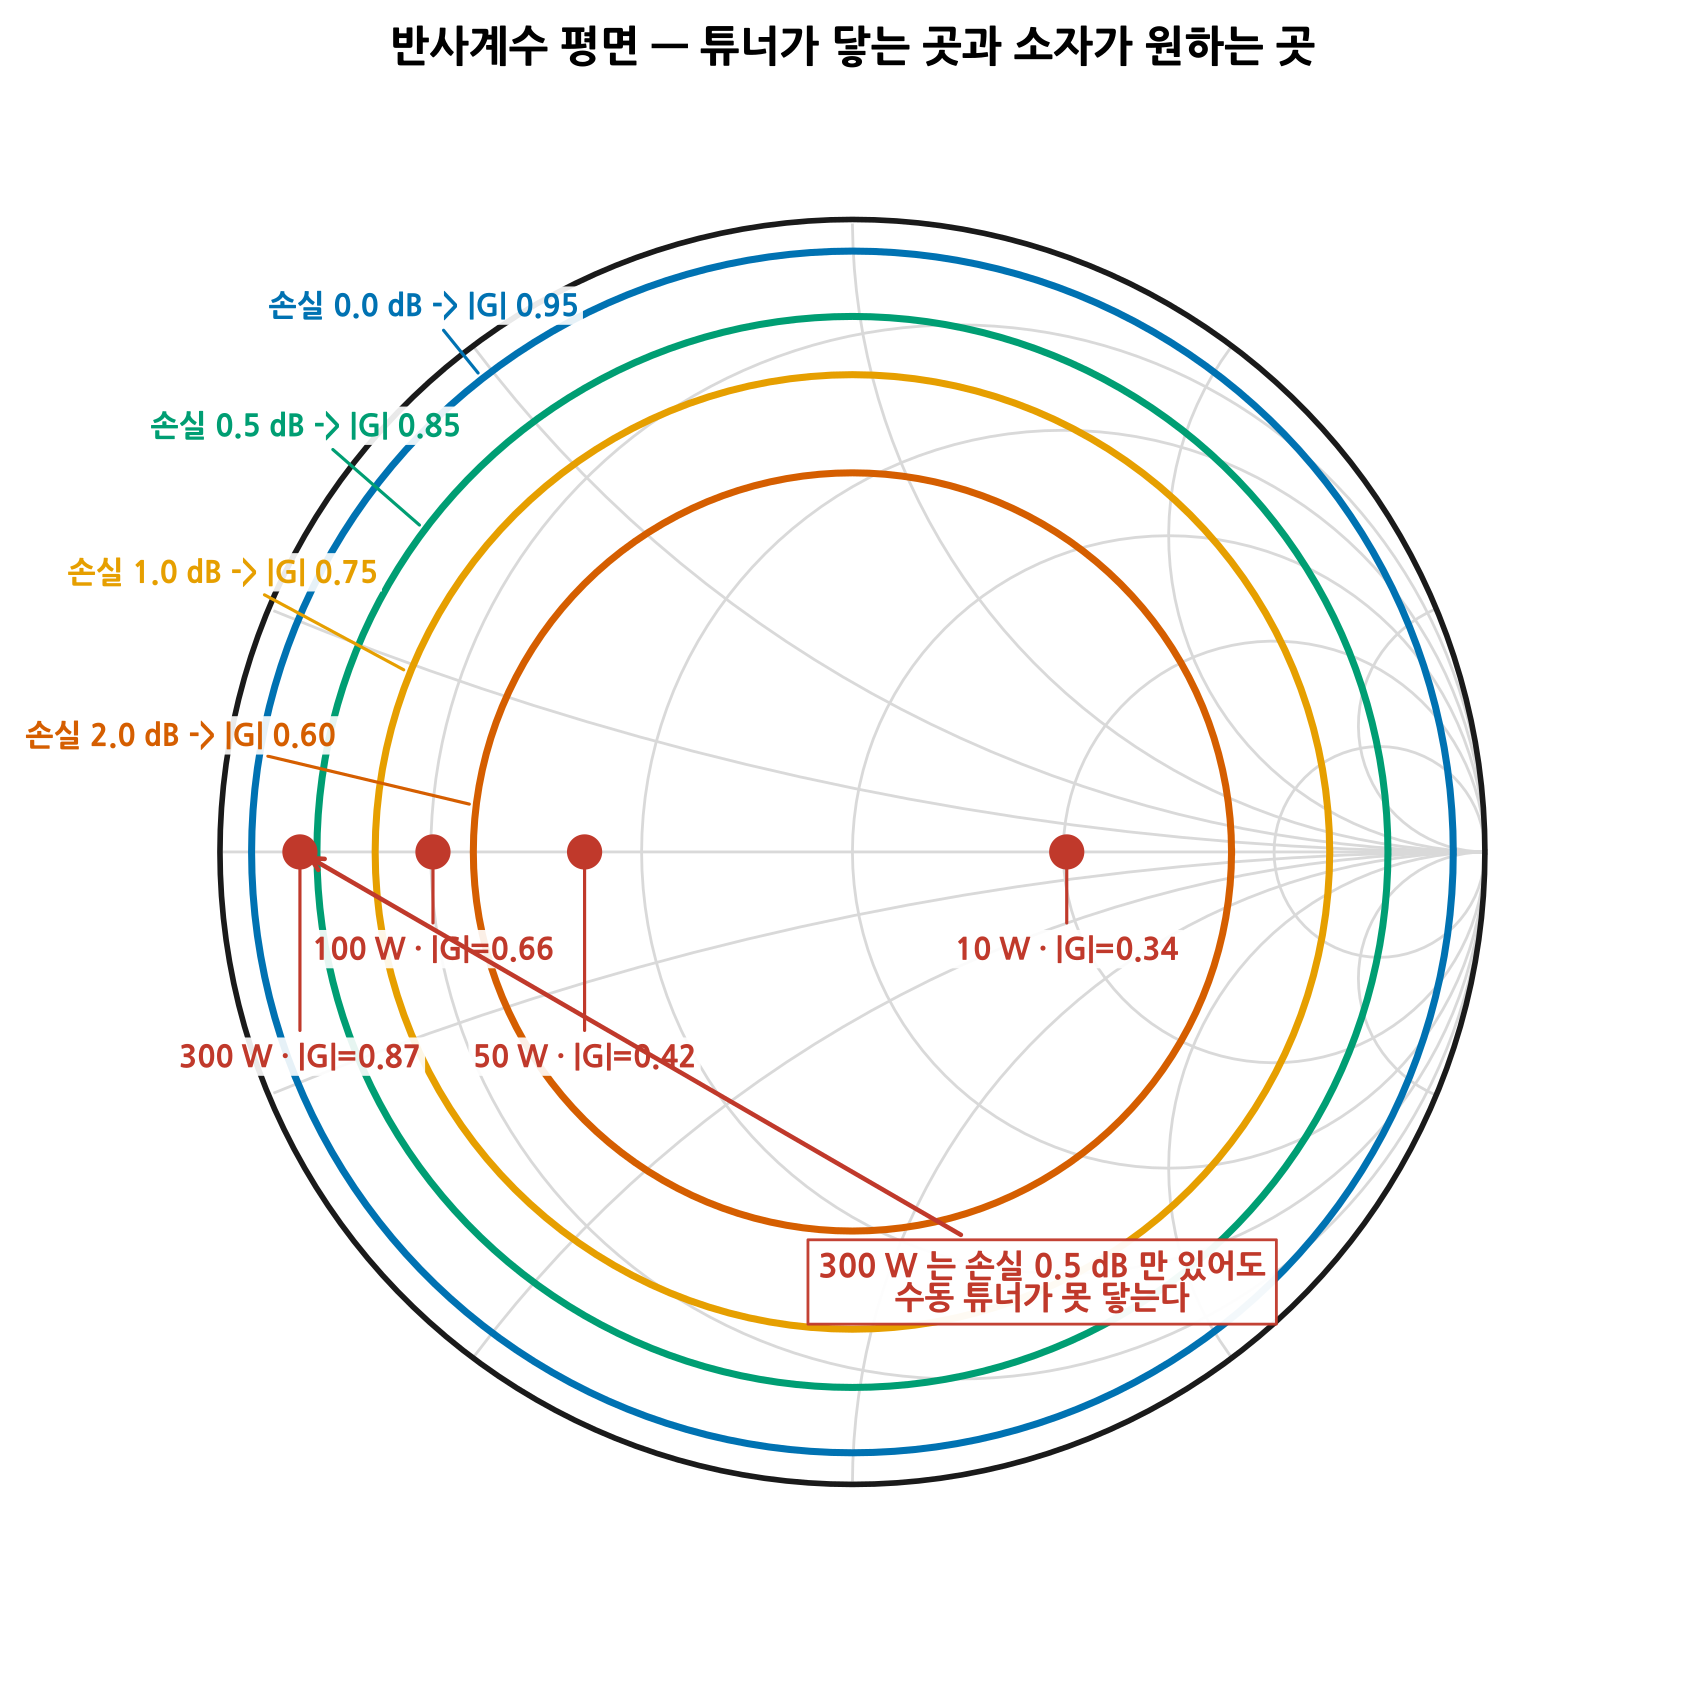 반사계수 평면 — 튜너가 닿는 곳과 소자가 원하는 곳
손실 0.0 dB -> |G| 0.95
손실 0.5 dB -> |G| 0.85
손실 1.0 dB -> |G| 0.75
손실 2.0 dB -> |G| 0.60
100 W · |G|=0.66
10 W · |G|=0.34
300 W · |G|=0.87
50 W · |G|=0.42
300 W 는 손실 0.5 dB 만 있어도
수동 튜너가 못 닿는다